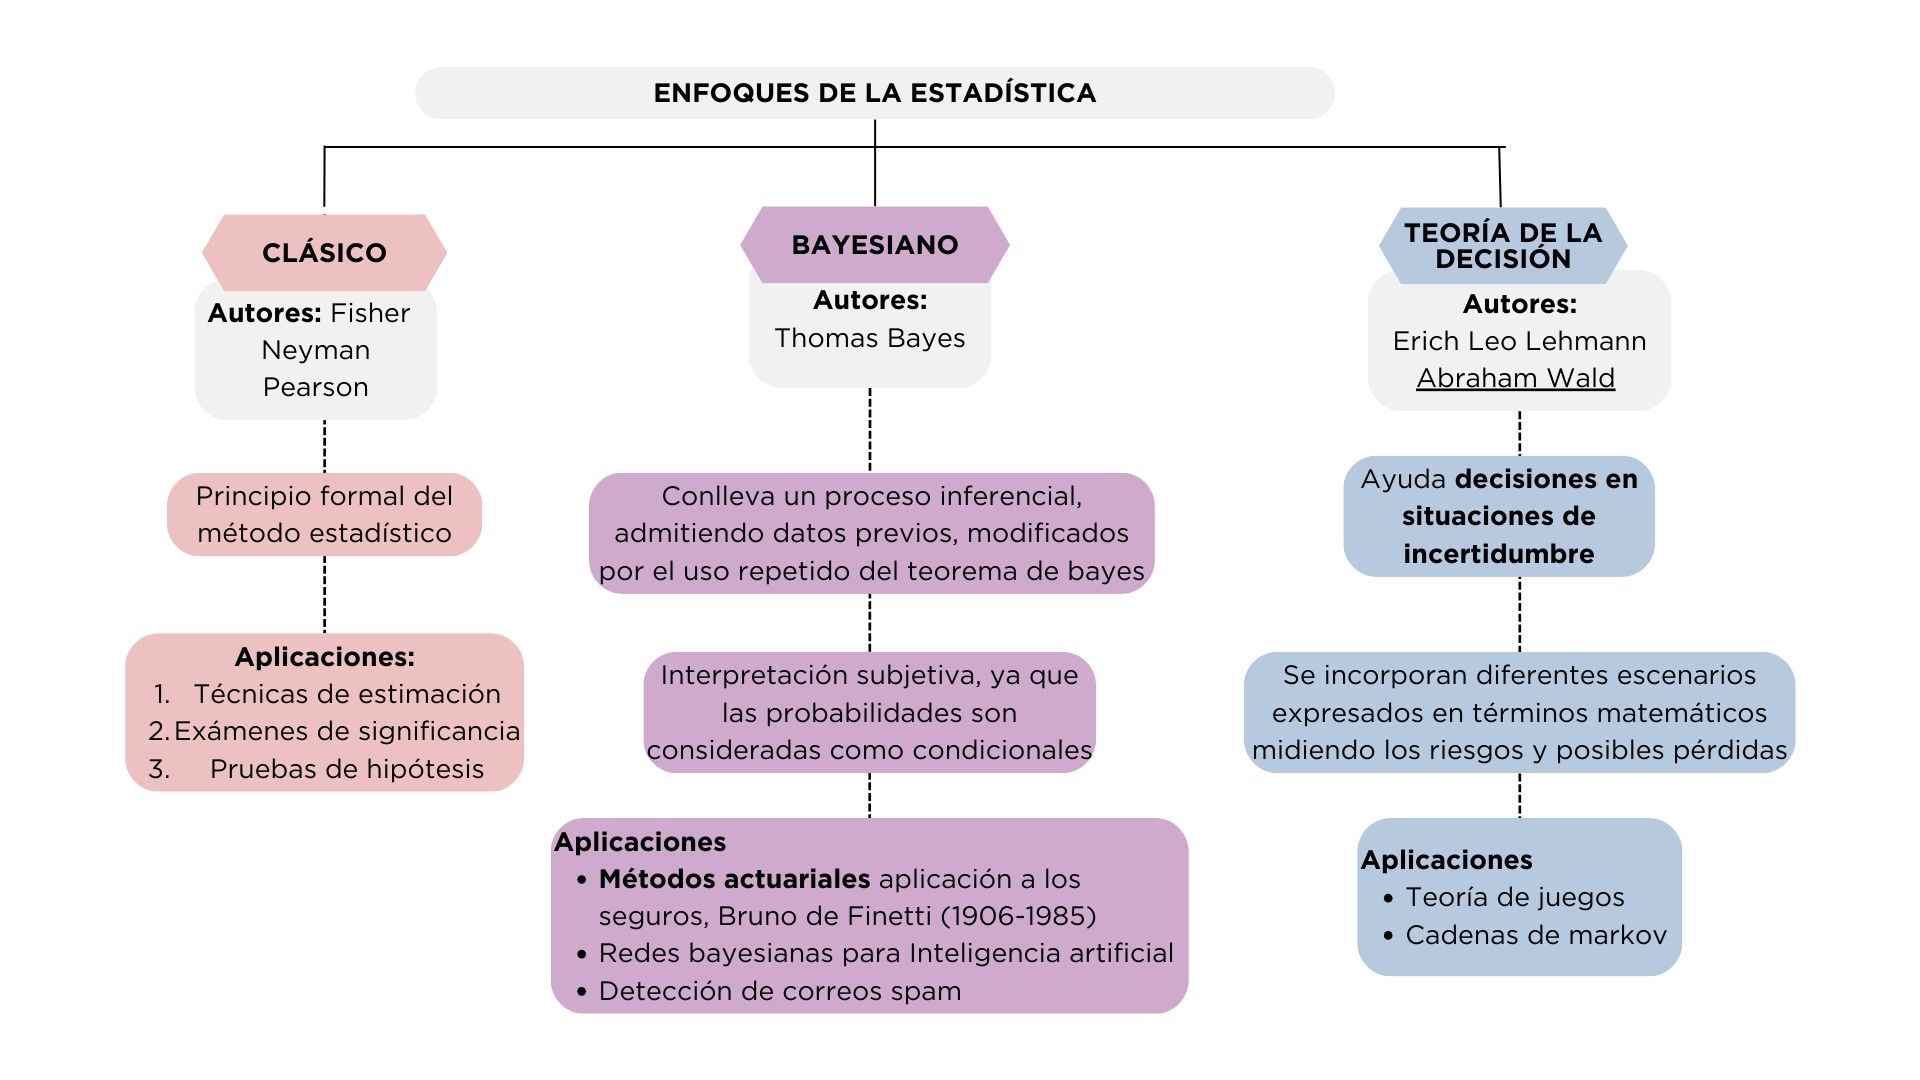 ENFOQUES DE LA ESTADÍSTICA
CLÁSICO
Autores: Fisher
Neyman
Pearson
Principio formal del
método estadístico
Aplicaciones:
1. Técnicas de estimación
2. Exámenes de significancia
3. Pruebas de hipótesis
BAYESIANO
Autores:
Thomas Bayes
Conlleva un proceso inferencial,
admitiendo datos previos, modificados
por el uso repetido del teorema de bayes
Interpretación subjetiva, ya que
las probabilidades son
consideradas como condicionales
Aplicaciones
• Métodos actuariales aplicación a los
seguros, Bruno de Finetti (1906-1985)
• Redes bayesianas para Inteligencia artificial
• Detección de correos spam
TEORÍA DE LA
DECISIÓN
Autores:
Erich Leo Lehmann
Abraham Wald
Ayuda decisiones en
situaciones de
incertidumbre
Se incorporan diferentes escenarios
expresados en términos matemáticos
midiendo los riesgos y posibles pérdidas
Aplicaciones
• Teoría de juegos
• Cadenas de markov